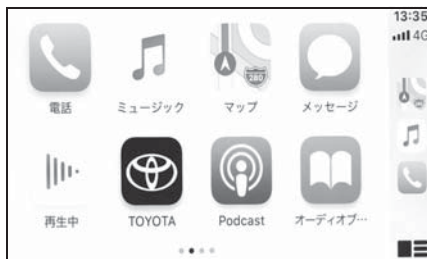 13:35
4G
電話
ミュージック
マップ
メッセージ
280
再生中
TOYOTA
Podcast
オーディオブ…